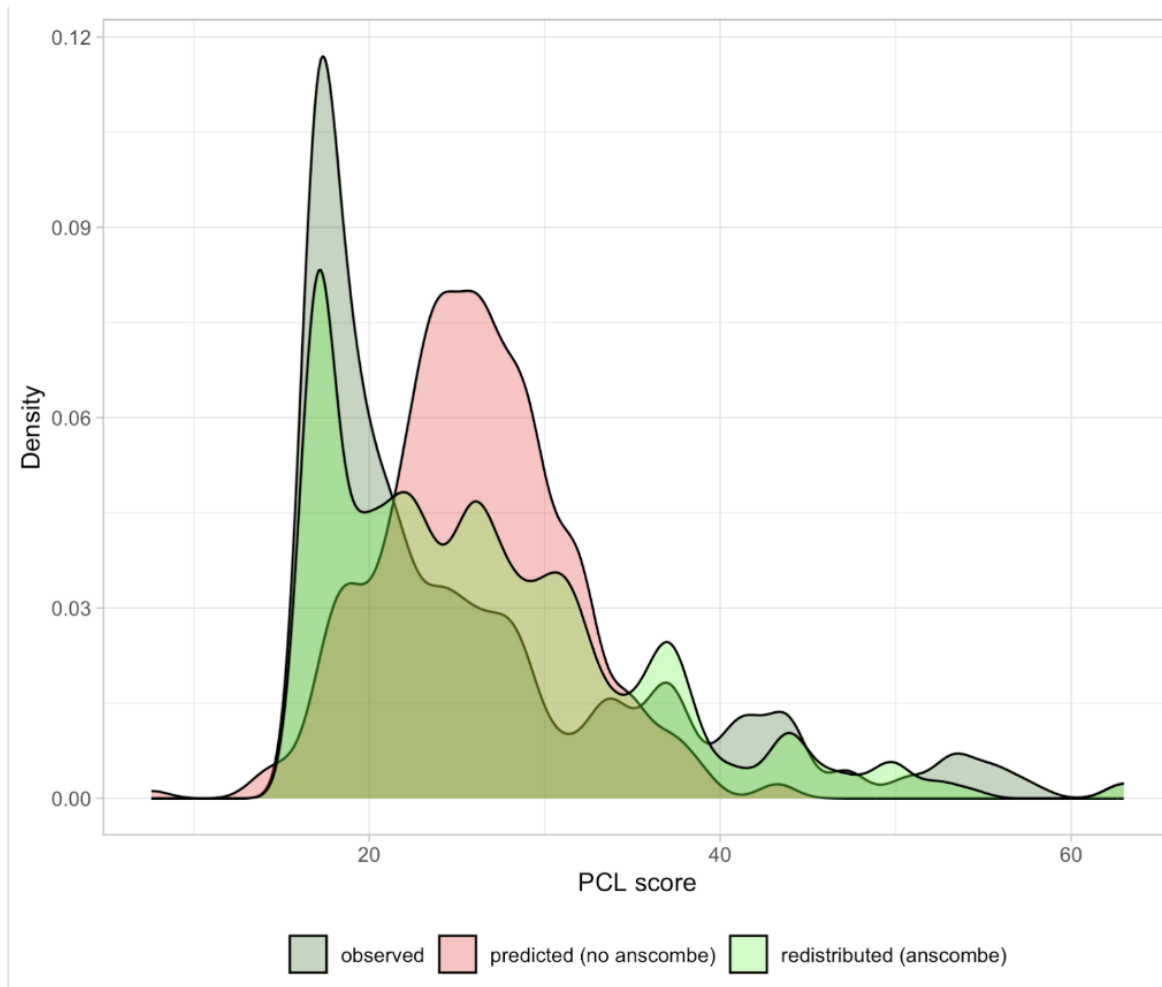 0.12
0.09
0.06
0.03
0.00
Density
20 40 60
PCL score
observed predicted (no anscombe) redistributed (anscombe)